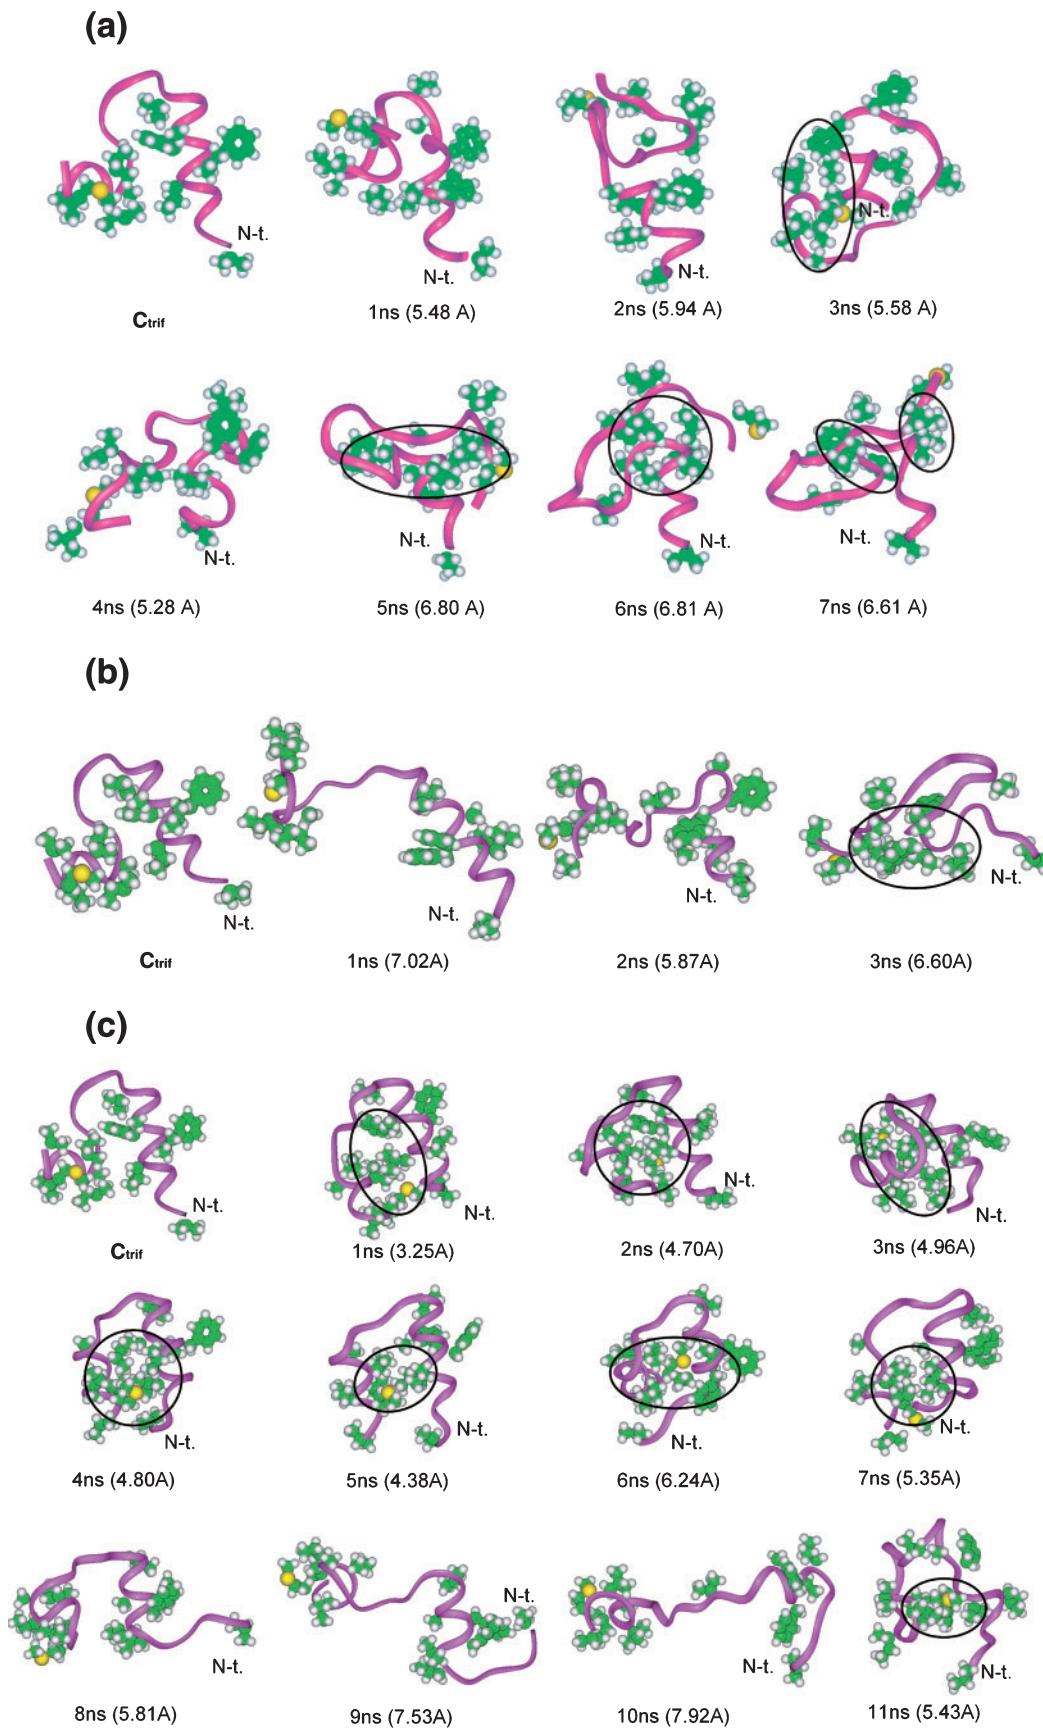 (a)
N-t.
N-t.
N-t.
N-t.
Ctrif
1ns (5.48 A)
2ns (5.94 A)
3ns (5.58 A)
N-t.
N-t.
N-t.
N-t.
4ns (5.28 A)
5ns (6.80 A)
6ns (6.81 A)
7ns (6.61 A)
(b)
N-t.
N-t.
N-t.
N-t.
Ctrif
1ns (7.02A)
2ns (5.87A)
3ns (6.60A)
(c)
N-t.
N-t.
N-t.
N-t.
Ctrif
1ns (3.25A)
2ns (4.70A)
3ns (4.96A)
N-t.
N-t.
N-t.
N-t.
4ns (4.80A)
5ns (4.38A)
6ns (6.24A)
7ns (5.35A)
N-t.
N-t.
N-t.
N-t.
8ns (5.81A)
9ns (7.53A)
10ns (7.92A)
11ns (5.43A)